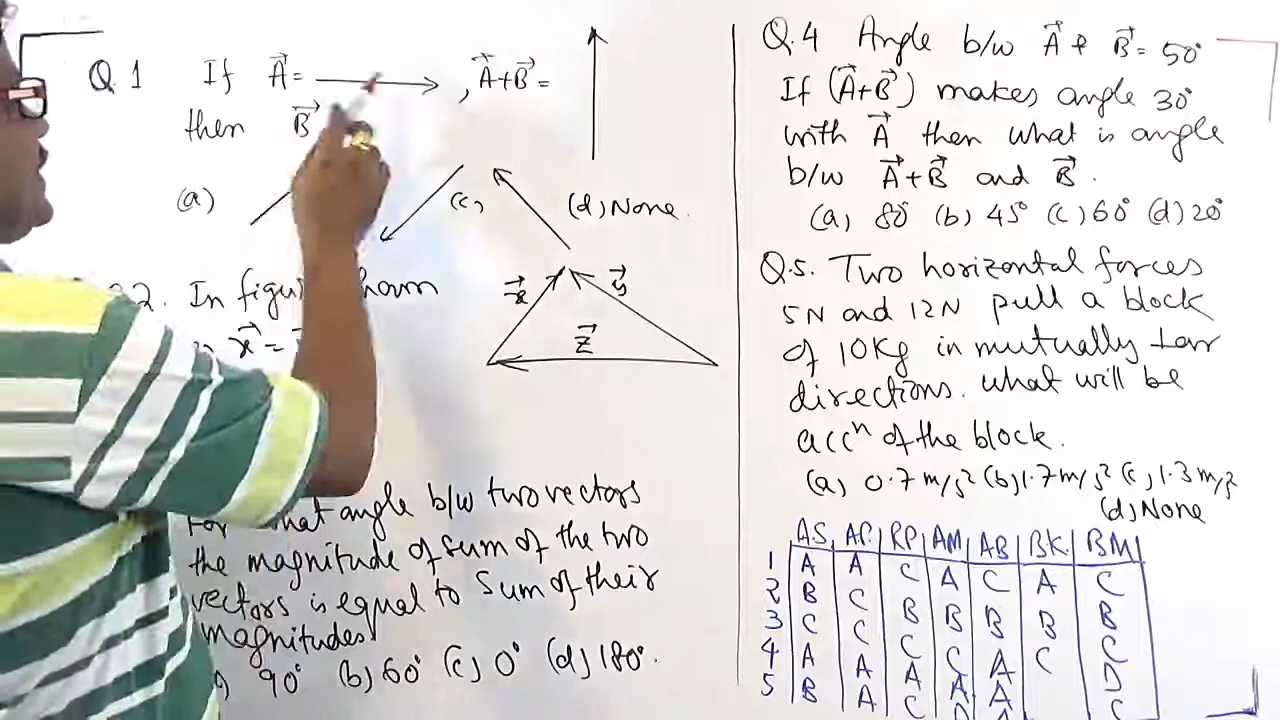 Q.1 If A⃗ = , A⃗+B⃗ =
then B⃗
(a) (c) (d) None.
2. In figu hown
x⃗ =
x⃗ y⃗
z⃗
angle b/w two vectors
the magnitude of sum of the two
vectors is equal to sum of their
magnitudes
90° (b) 60° (c) 0° (d) 180°.
Q.4 Angle b/w A⃗ & B⃗ = 50°
If (A⃗+B⃗) makes angle 30°
with A⃗ then what is angle
b/w A⃗+B⃗ and B⃗.
(a) 80° (b) 45° (c) 60° (d) 20°
Q.5. Two horizontal forces
5N and 12N pull a block
of 10Kg in mutually ⊥ar
directions. what will be
accⁿ of the block.
(a) 0.7 m/s² (b) 1.7 m/s² (c) 1.3 m/s²
(d) None
A.S. A.P. RP AM AB BK BM
1 A A C A C A C
2 B C B B B B B
3 C C C C A C C
4 A A A A A D
5 B A C D A C